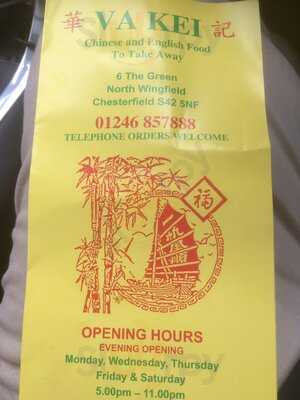 華 VA KEI 記
Chinese and English Food
To Take Away
6 The Green
North Wingfield
Chesterfield S42 5NF
01246 857888
TELEPHONE ORDERS WELCOME
福
OPENING HOURS
EVENING OPENING
Monday, Wednesday, Thursday
Friday & Saturday
5.00pm – 11.00pm